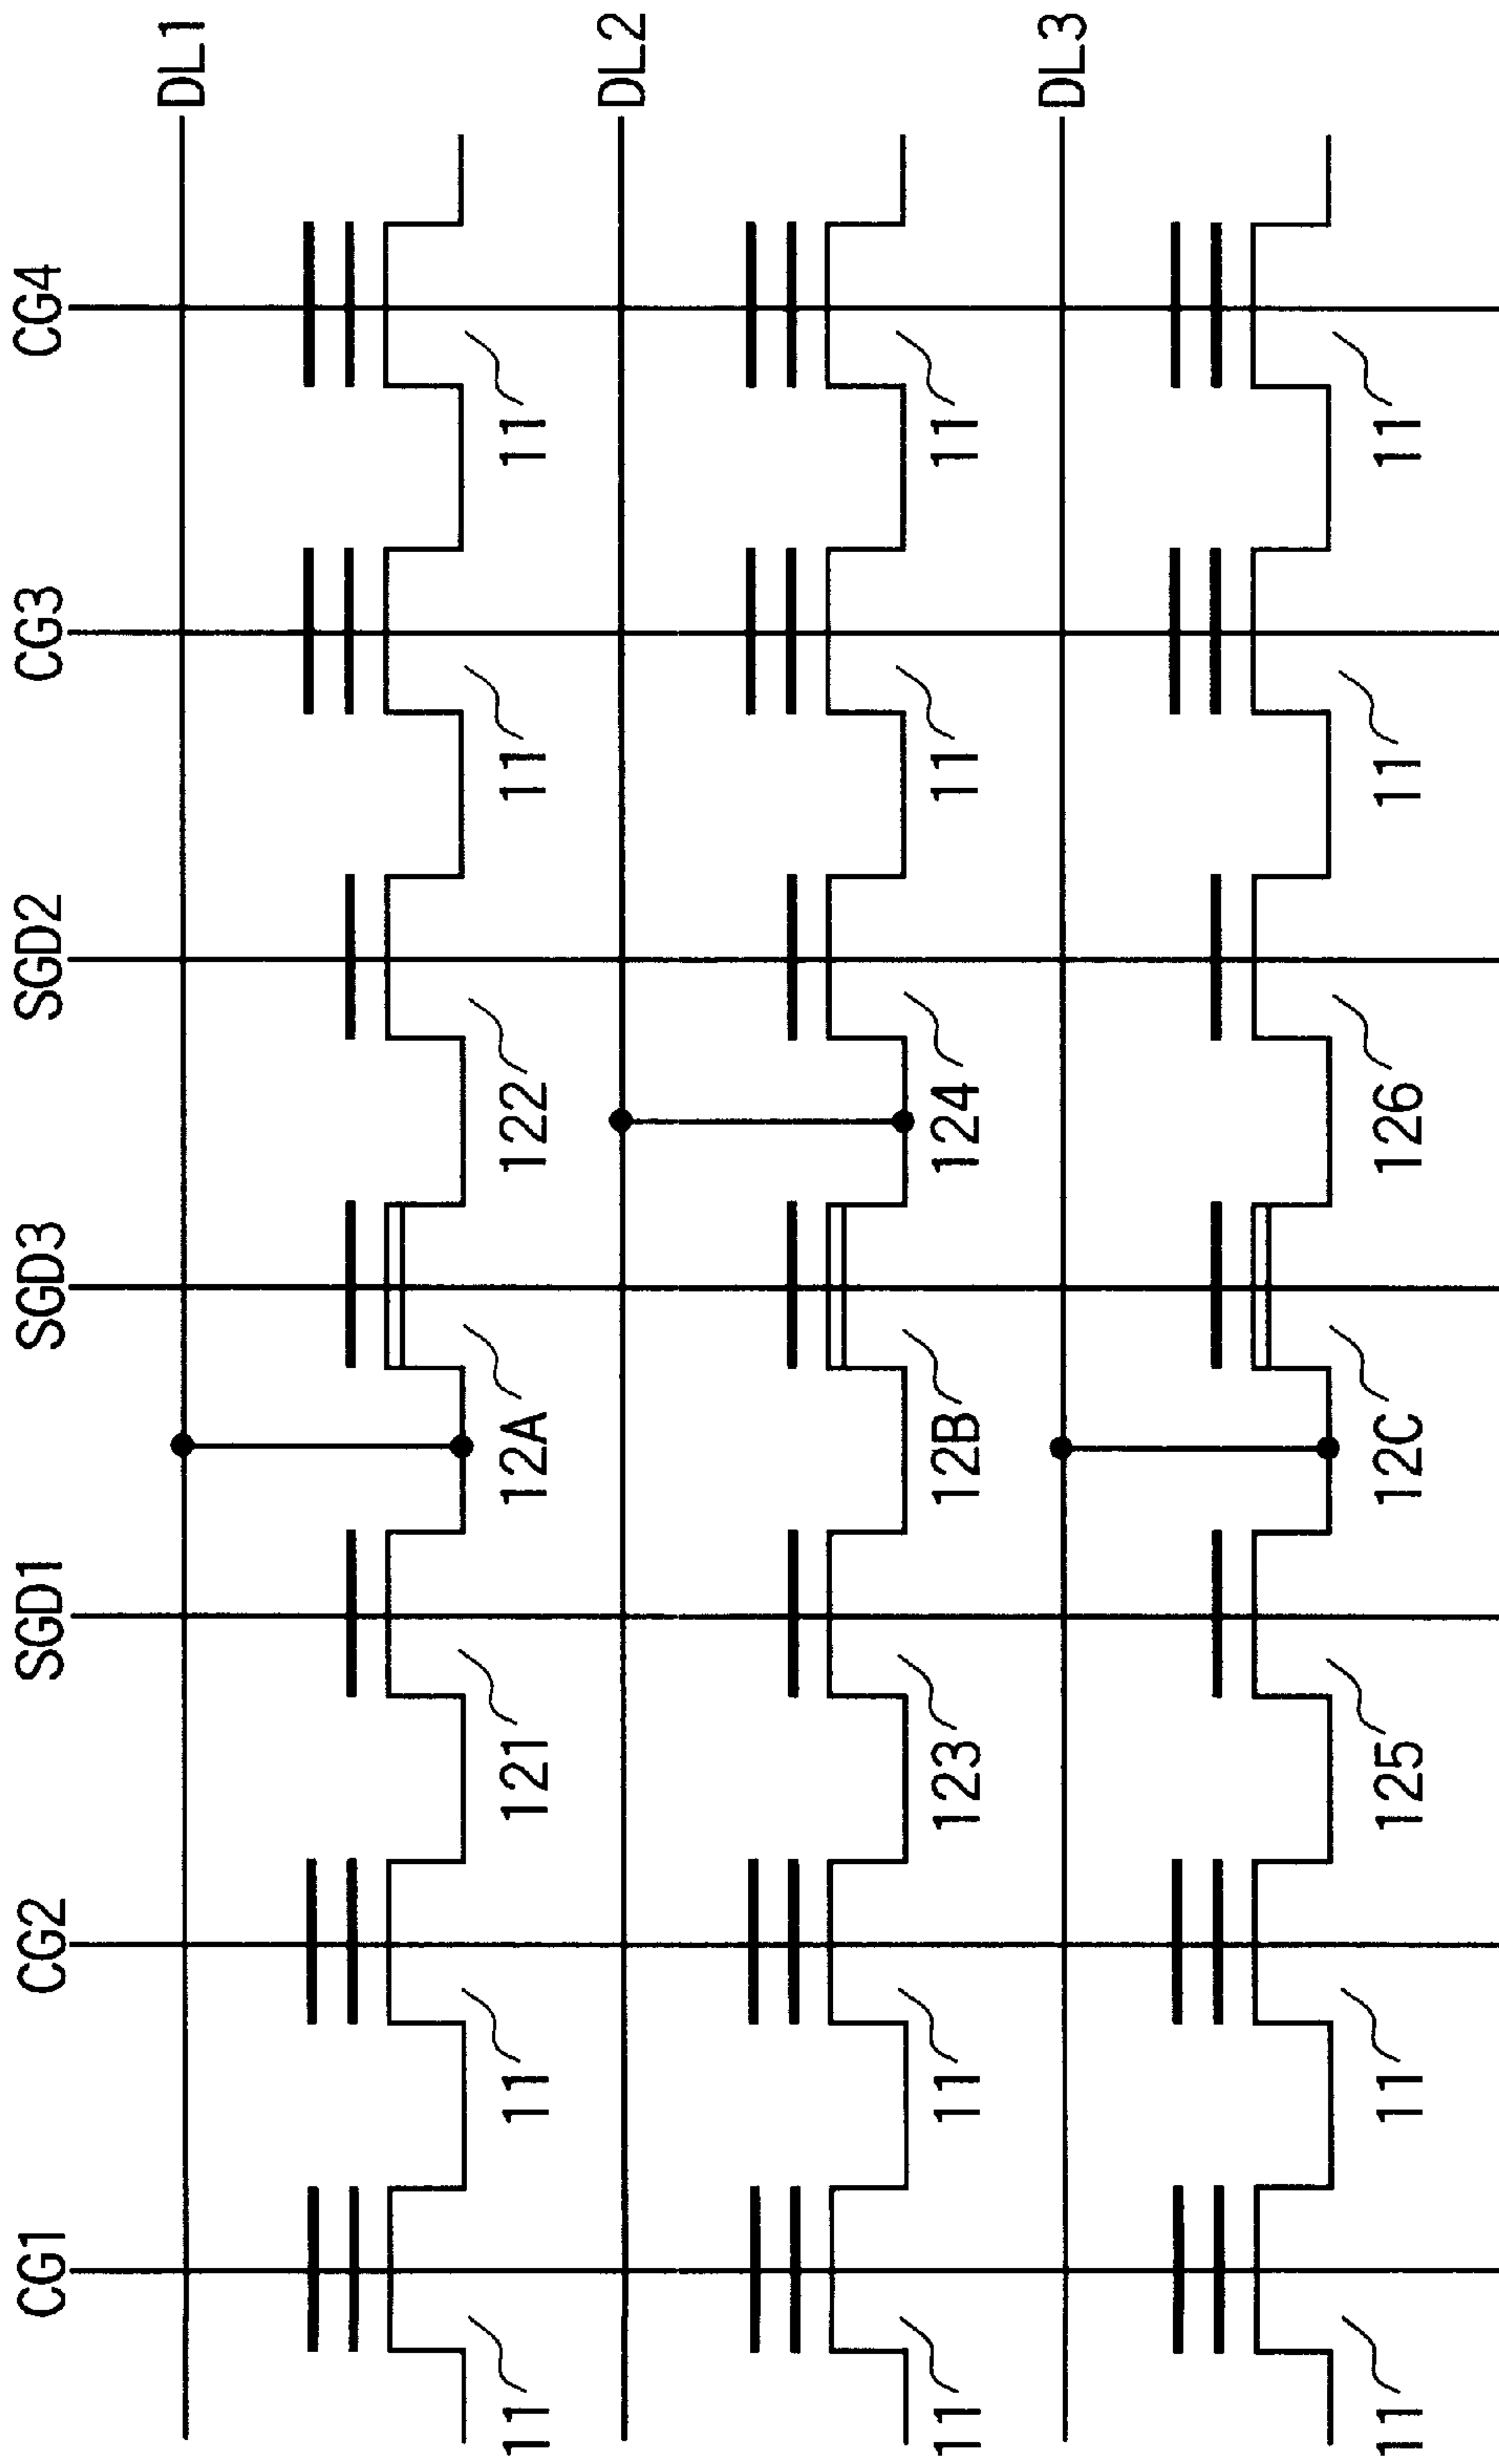 CG1 CG2 SGD1 SGD3 SGD2 CG3 CG4
DL1
11 11 121 12A 122 11 11
DL2
11 11 123 12B 124 11 11
DL3
11 11 125 12C 126 11 11